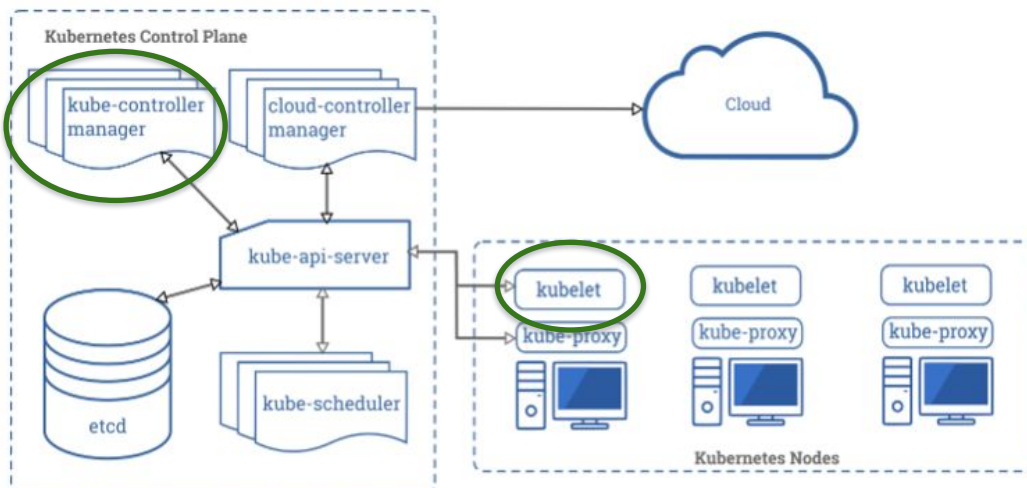 Kubernetes Control Plane
kube-controller
manager
cloud-controller
manager
Cloud
kube-api-server
etcd
kube-scheduler
kubelet
kube-proxy
kubelet
kube-proxy
kubelet
kube-proxy
Kubernetes Nodes